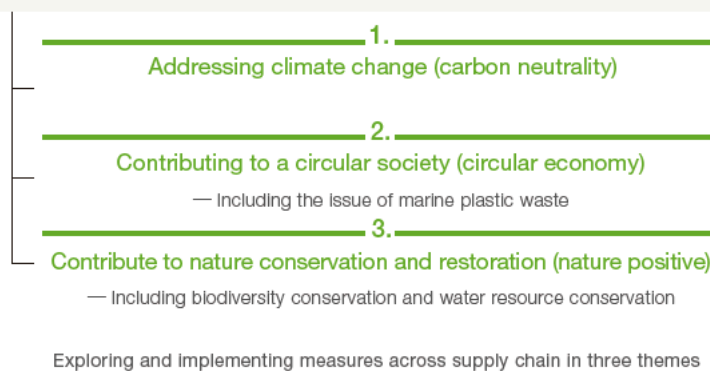 1.
Addressing climate change (carbon neutrality)
2.
Contributing to a circular society (circular economy)
— Including the issue of marine plastic waste
3.
Contribute to nature conservation and restoration (nature positive)
— Including biodiversity conservation and water resource conservation
Exploring and implementing measures across supply chain in three themes